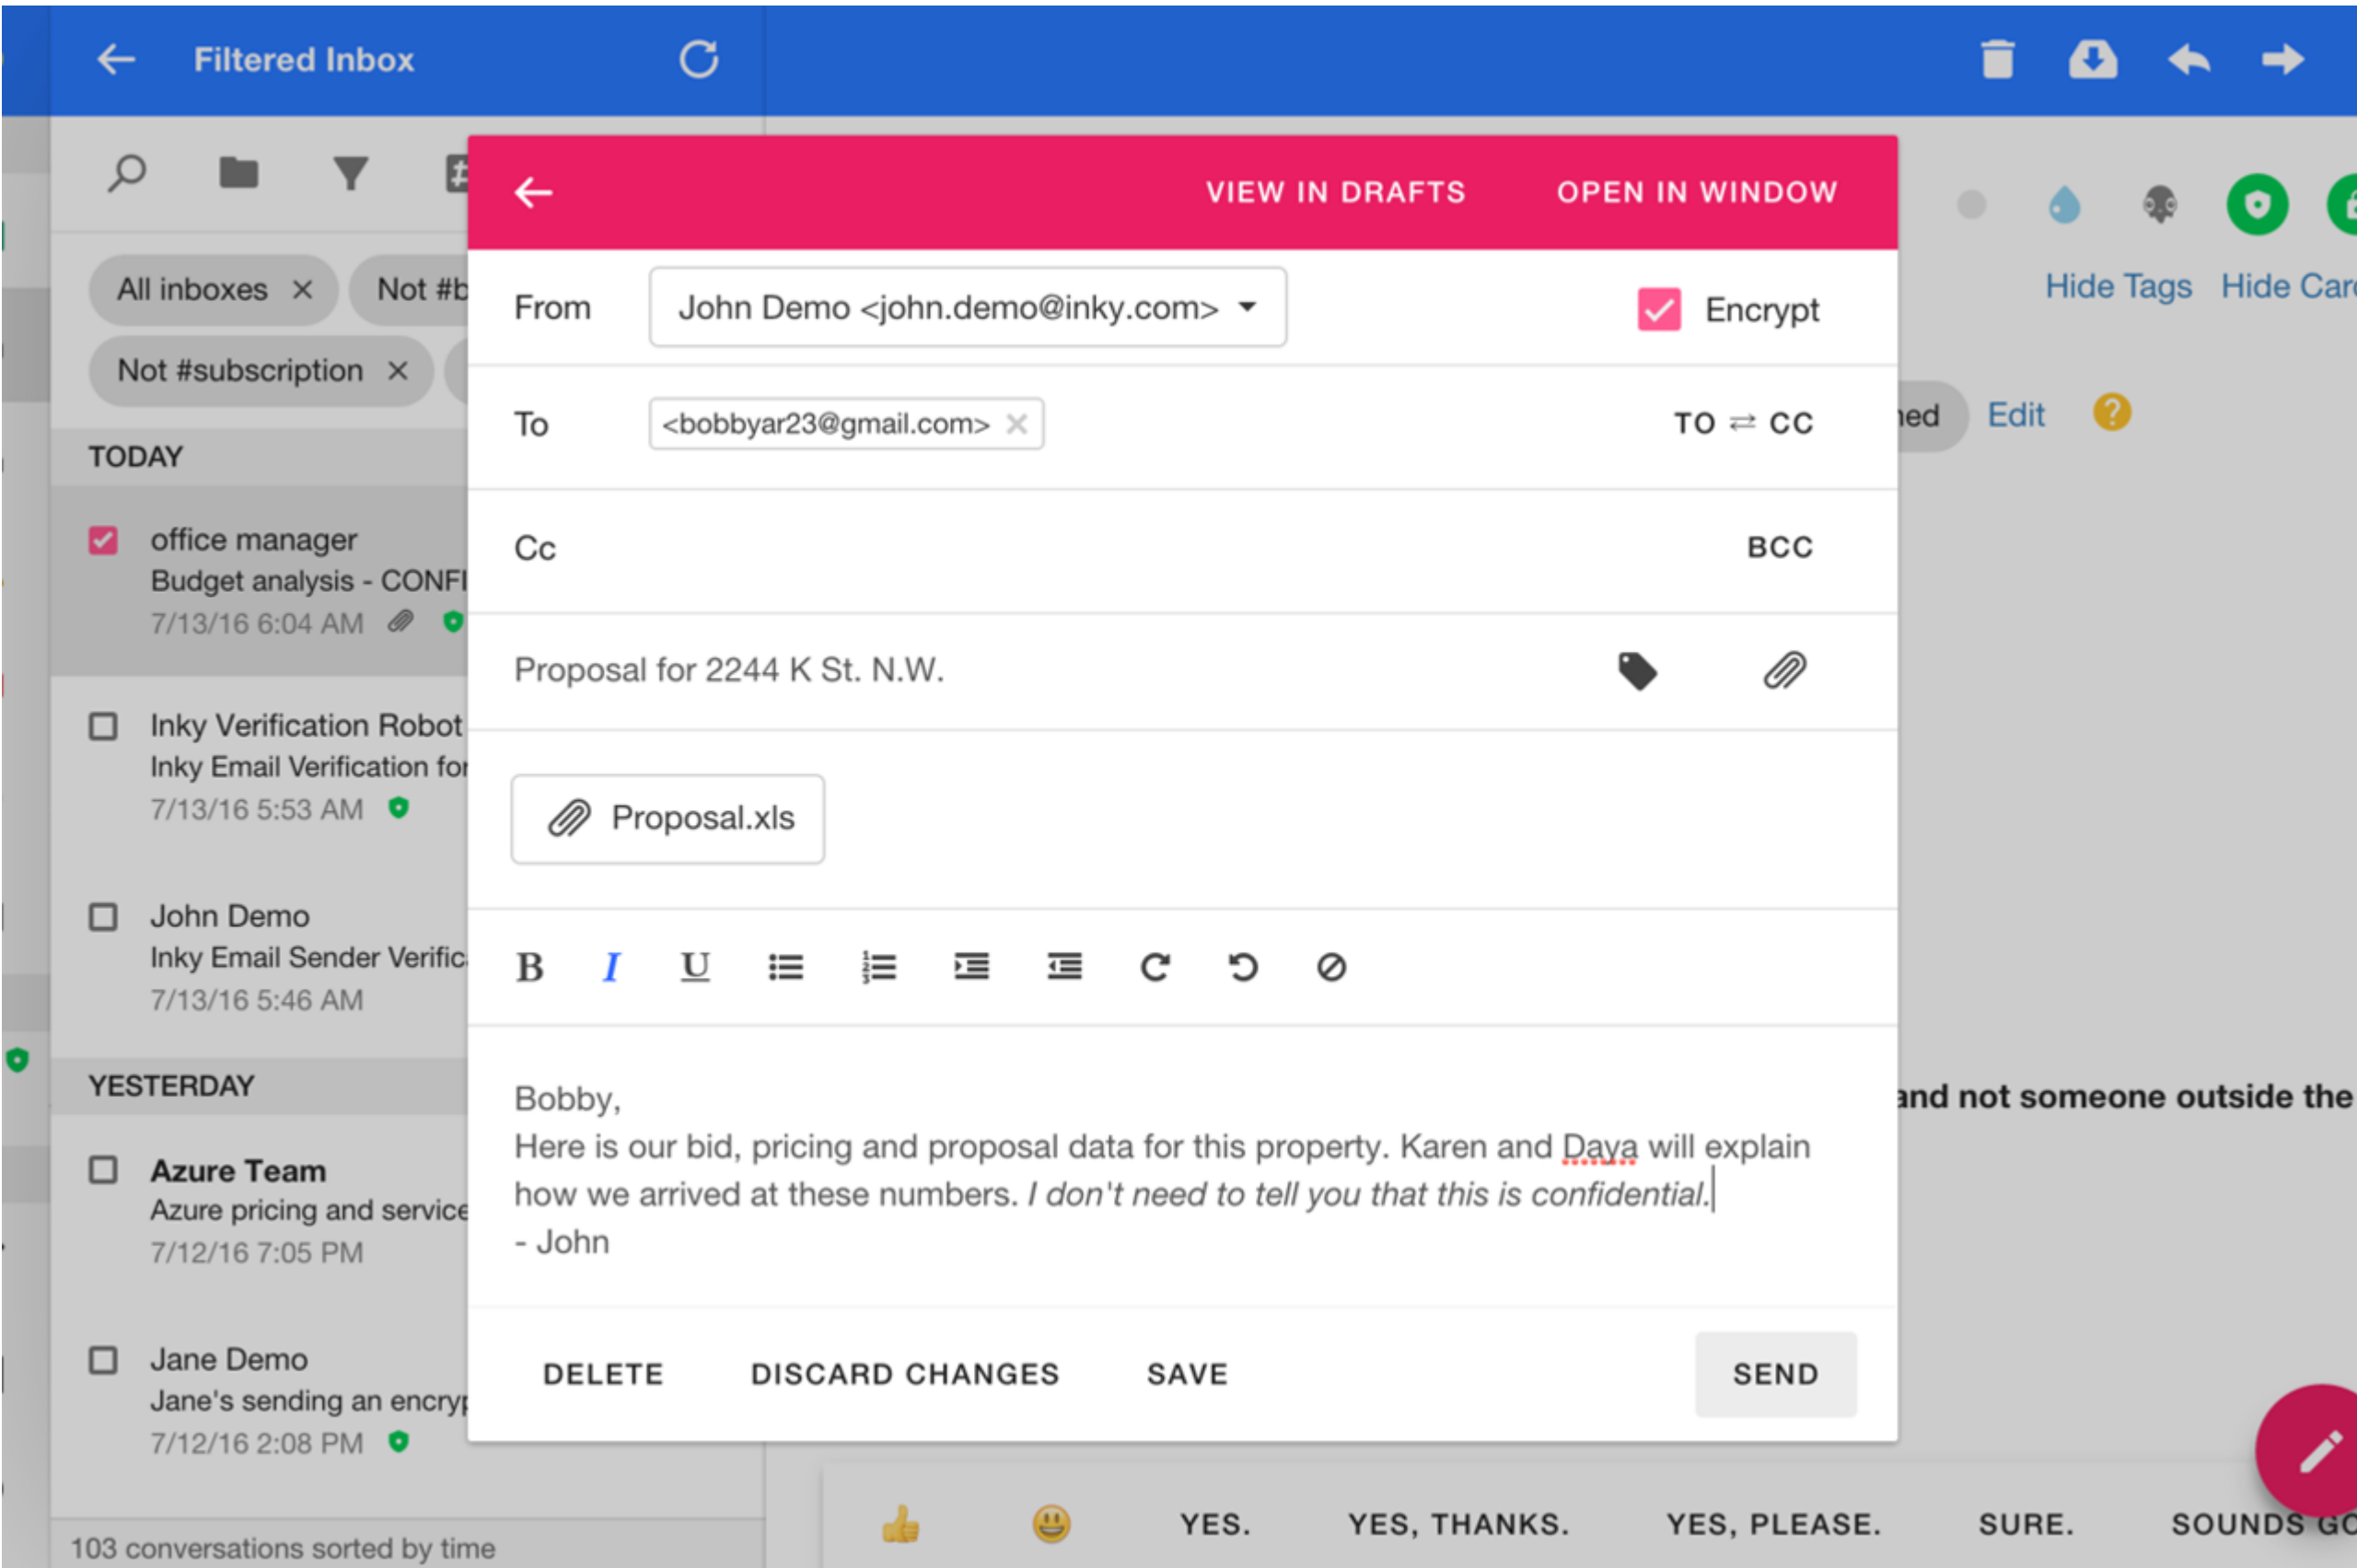 Filtered Inbox
All inboxes ×
Not #b
Not #subscription ×
TODAY
office manager
Budget analysis - CONFI
7/13/16 6:04 AM
Inky Verification Robot
Inky Email Verification for
7/13/16 5:53 AM
John Demo
Inky Email Sender Verific
7/13/16 5:46 AM
YESTERDAY
Azure Team
Azure pricing and service
7/12/16 7:05 PM
Jane Demo
Jane's sending an encryp
7/12/16 2:08 PM
103 conversations sorted by time
VIEW IN DRAFTS OPEN IN WINDOW
From John Demo <john.demo@inky.com> Encrypt
To <bobbyar23@gmail.com> × TO ⇄ CC
Cc BCC
Proposal for 2244 K St. N.W.
Proposal.xls
B I U
Bobby,
Here is our bid, pricing and proposal data for this property. Karen and Daya will explain
how we arrived at these numbers. I don't need to tell you that this is confidential.
- John
DELETE DISCARD CHANGES SAVE SEND
Hide Tags Hide Car
ned Edit ?
and not someone outside the
YES. YES, THANKS. YES, PLEASE. SURE. SOUNDS GO